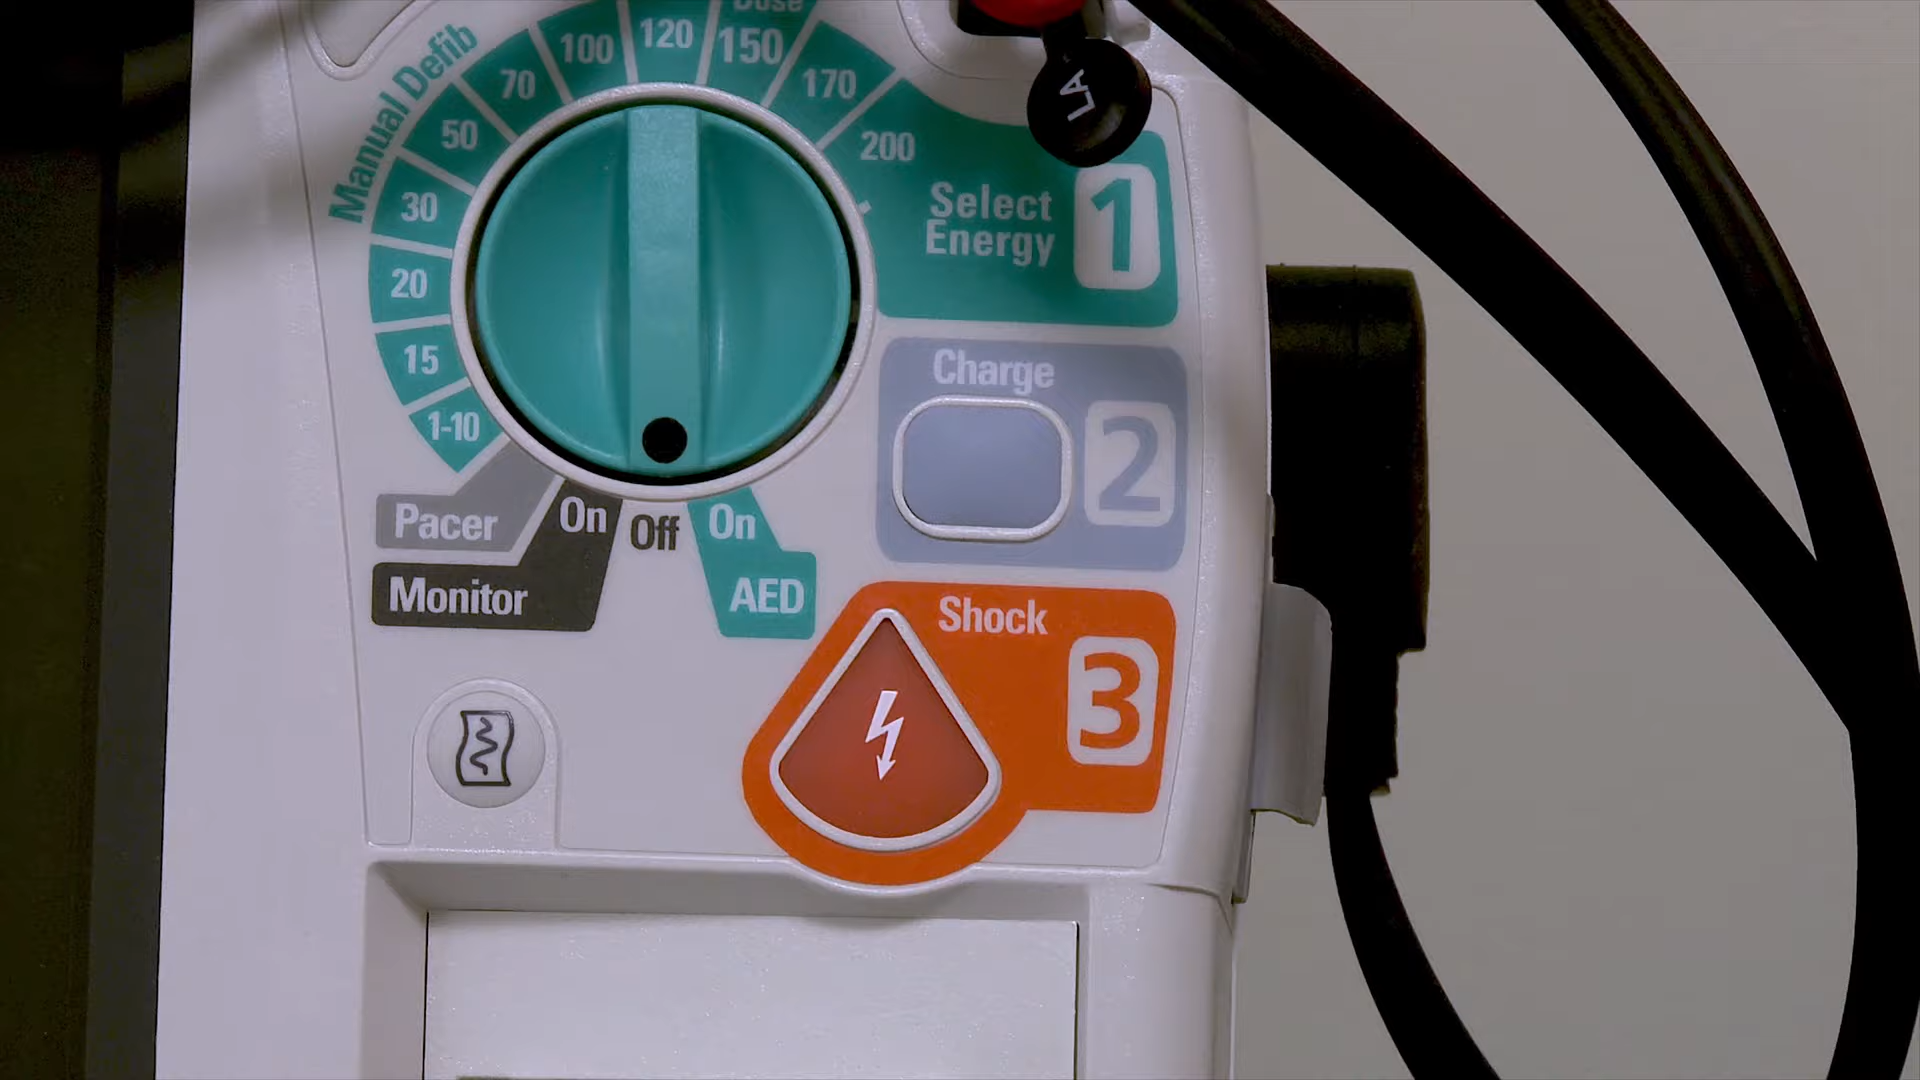 Manual Defib
1-10
15
20
30
50
70
100
120
Dose
150
170
200
LA
Select
Energy
1
Charge
2
Pacer
On
Off
On
Monitor
AED
Shock
3